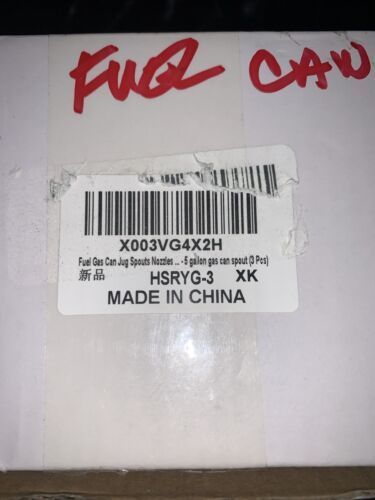 FUEL CAN
X003VG4X2H
Fuel Gas Can Jug Spouts Nozzles ... - 5 gallon gas can spout (3 Pcs)
新品 HSRYG-3 XK
MADE IN CHINA